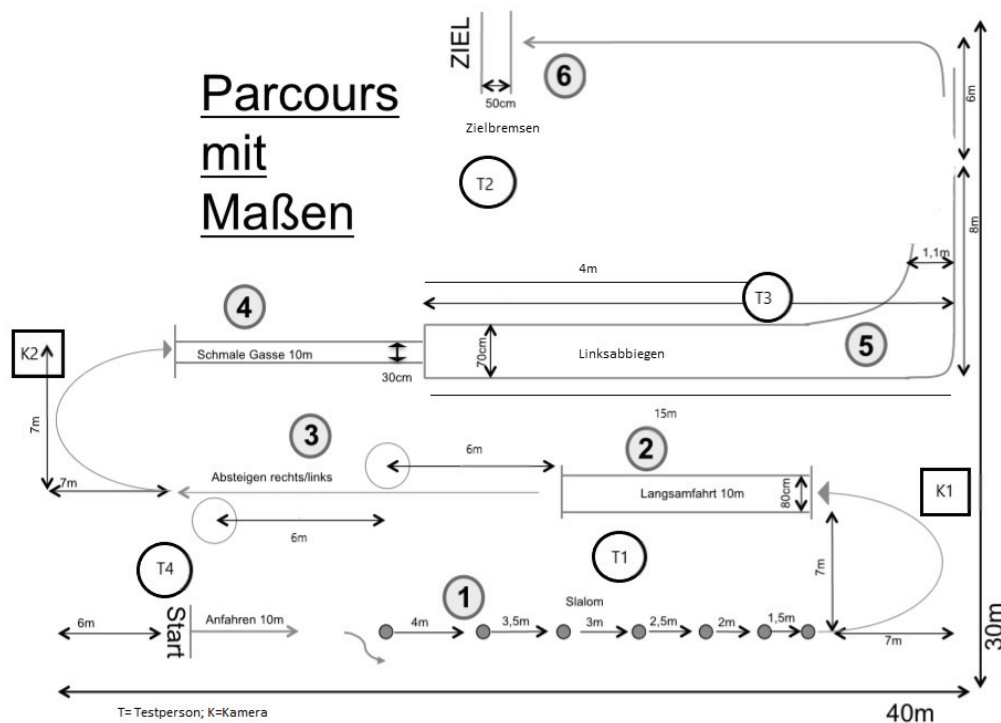 ZIEL
6
50cm
6m
Parcours
mit
Maßen
Zielbremsen
T2
8m
1,1m
4m
T3
4
K2
Schmale Gasse 10m
30cm
70cm
Linksabbiegen
5
15m
7m
3
2
6m
7m
Absteigen rechts/links
Langsamfahrt 10m
80cm
K1
6m
T4
T1
7m
1
Slalom
6m
Start
Anfahren 10m
4m
3,5m
3m
2,5m
2m
1,5m
7m
30m
40m
T= Testperson; K=Kamera